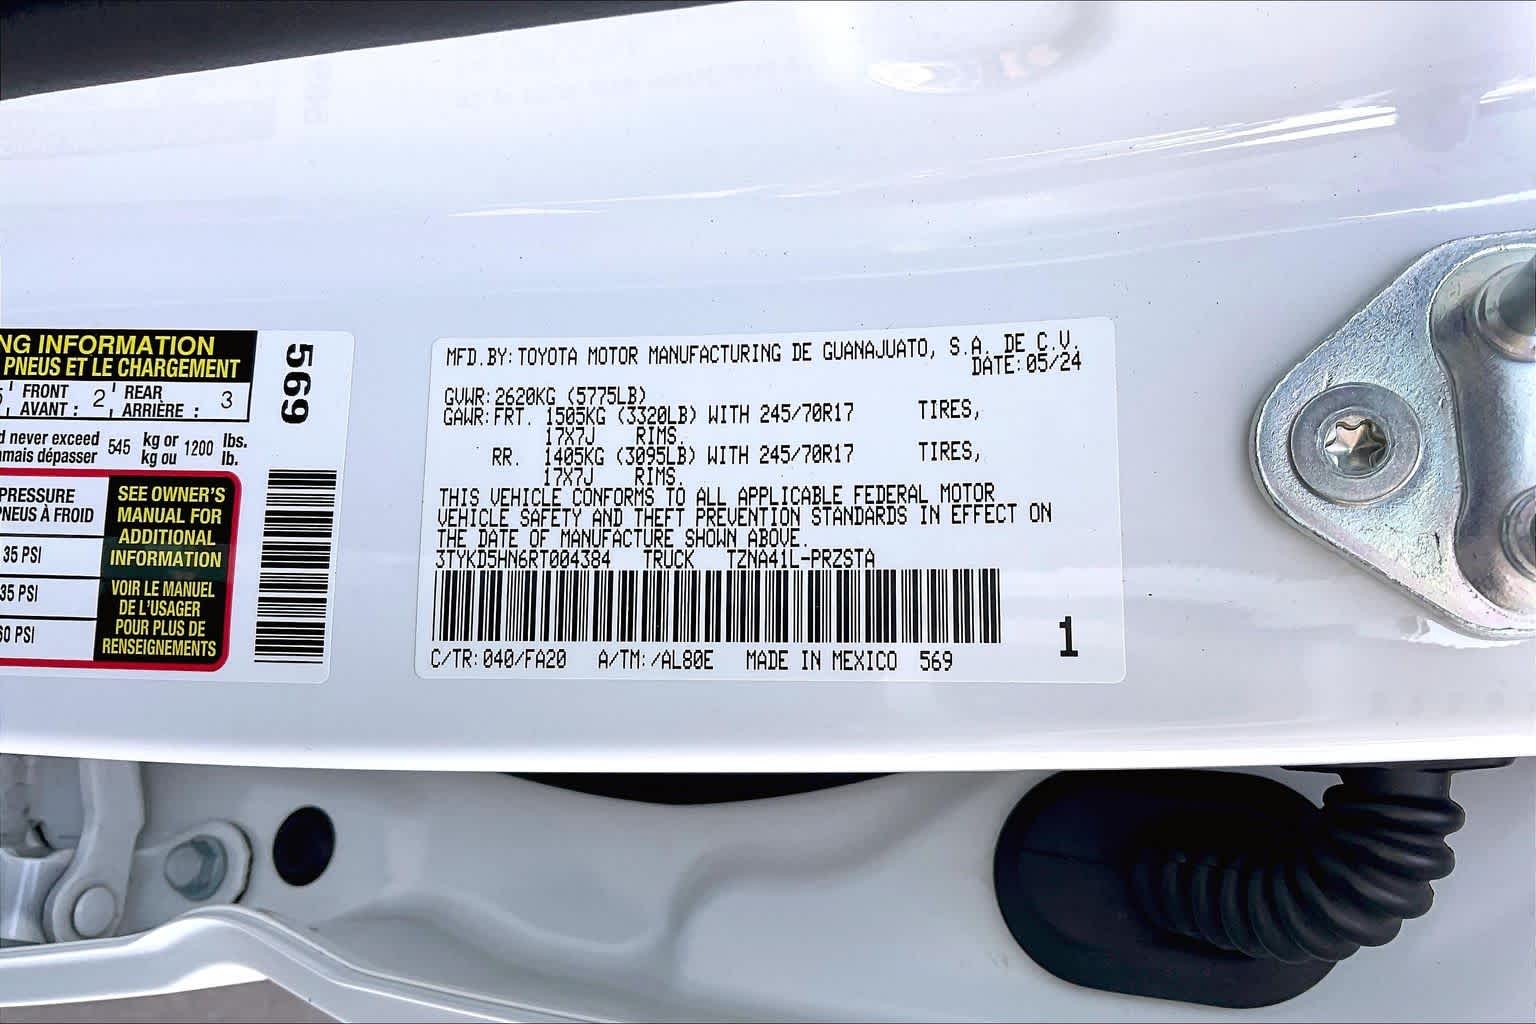 NG INFORMATION
PNEUS ET LE CHARGEMENT
FRONT 2 REAR 3
AVANT : ARRIÈRE :
never exceed 545 kg or 1200 lbs.
dépasser kg ou lb.
PRESSURE
À FROID
35 PSI
35 PSI
PSI
SEE OWNER'S
MANUAL FOR
ADDITIONAL
INFORMATION
VOIR LE MANUEL
DE L'USAGER
POUR PLUS DE
RENSEIGNEMENTS
569
MFD.BY:TOYOTA MOTOR MANUFACTURING DE GUANAJUATO, S.A. DE C.V.
DATE:05/24
GVWR:2620KG (5775LB)
GAWR:FRT. 1505KG (3320LB) WITH 245/70R17 TIRES,
17X7J RIMS.
RR. 1405KG (3095LB) WITH 245/70R17 TIRES,
17X7J RIMS.
THIS VEHICLE CONFORMS TO ALL APPLICABLE FEDERAL MOTOR
VEHICLE SAFETY AND THEFT PREVENTION STANDARDS IN EFFECT ON
THE DATE OF MANUFACTURE SHOWN ABOVE.
3TYKD5HN6RT004384 TRUCK TZNA41L-PRZSTA
C/TR:040/FA20 A/TM:/AL80E MADE IN MEXICO 569
1